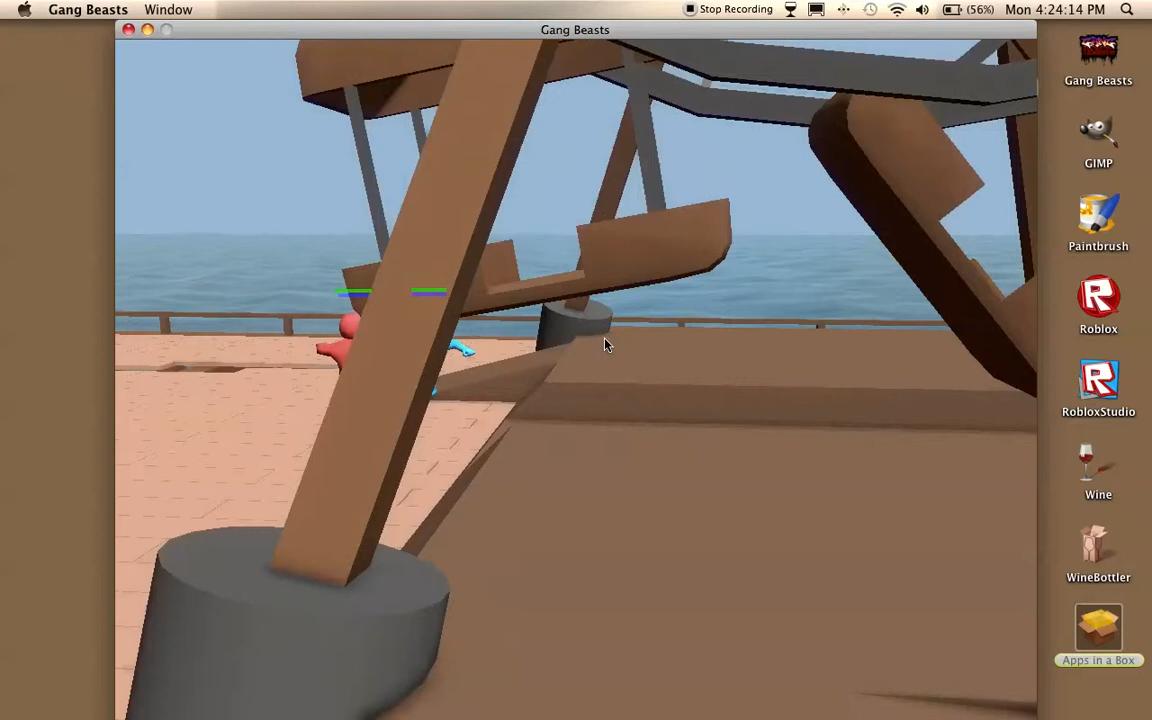 Gang Beasts Window Stop Recording (56%) Mon 4:24:14 PM
Gang Beasts
Gang Beasts
GIMP
Paintbrush
Roblox
RobloxStudio
Wine
WineBottler
Apps in a Box